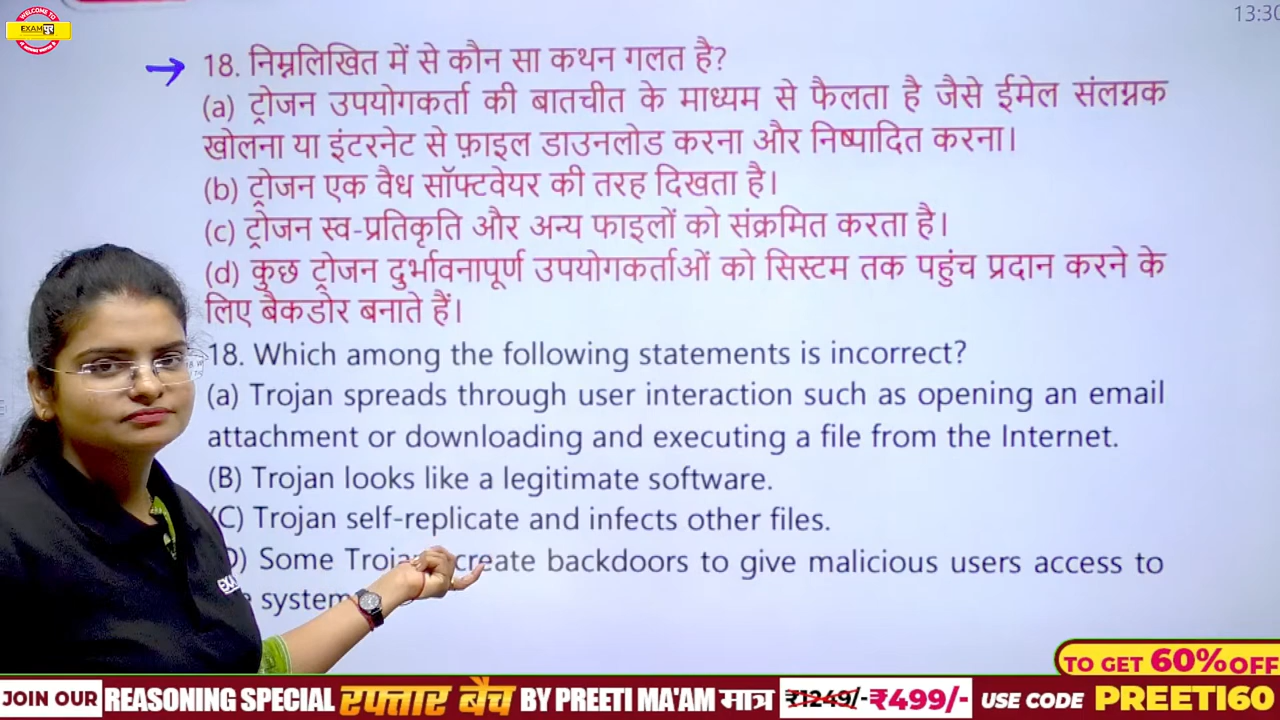 WELCOME TO
EXAMपुर
13:30
18. निम्नलिखित में से कौन सा कथन गलत है?
(a) ट्रोजन उपयोगकर्ता की बातचीत के माध्यम से फैलता है जैसे ईमेल संलग्नक
खोलना या इंटरनेट से फ़ाइल डाउनलोड करना और निष्पादित करना।
(b) ट्रोजन एक वैध सॉफ्टवेयर की तरह दिखता है।
(c) ट्रोजन स्व-प्रतिकृति और अन्य फाइलों को संक्रमित करता है।
(d) कुछ ट्रोजन दुर्भावनापूर्ण उपयोगकर्ताओं को सिस्टम तक पहुंच प्रदान करने के
लिए बैकडोर बनाते हैं।
18. Which among the following statements is incorrect?
(a) Trojan spreads through user interaction such as opening an email
attachment or downloading and executing a file from the Internet.
(B) Trojan looks like a legitimate software.
(C) Trojan self-replicate and infects other files.
D) Some Trojan create backdoors to give malicious users access to
system
TO GET 60% OFF
JOIN OUR REASONING SPECIAL रफ्तार बैच BY PREETI MA'AM मात्र ₹1249/- ₹499/- USE CODE PREETI60